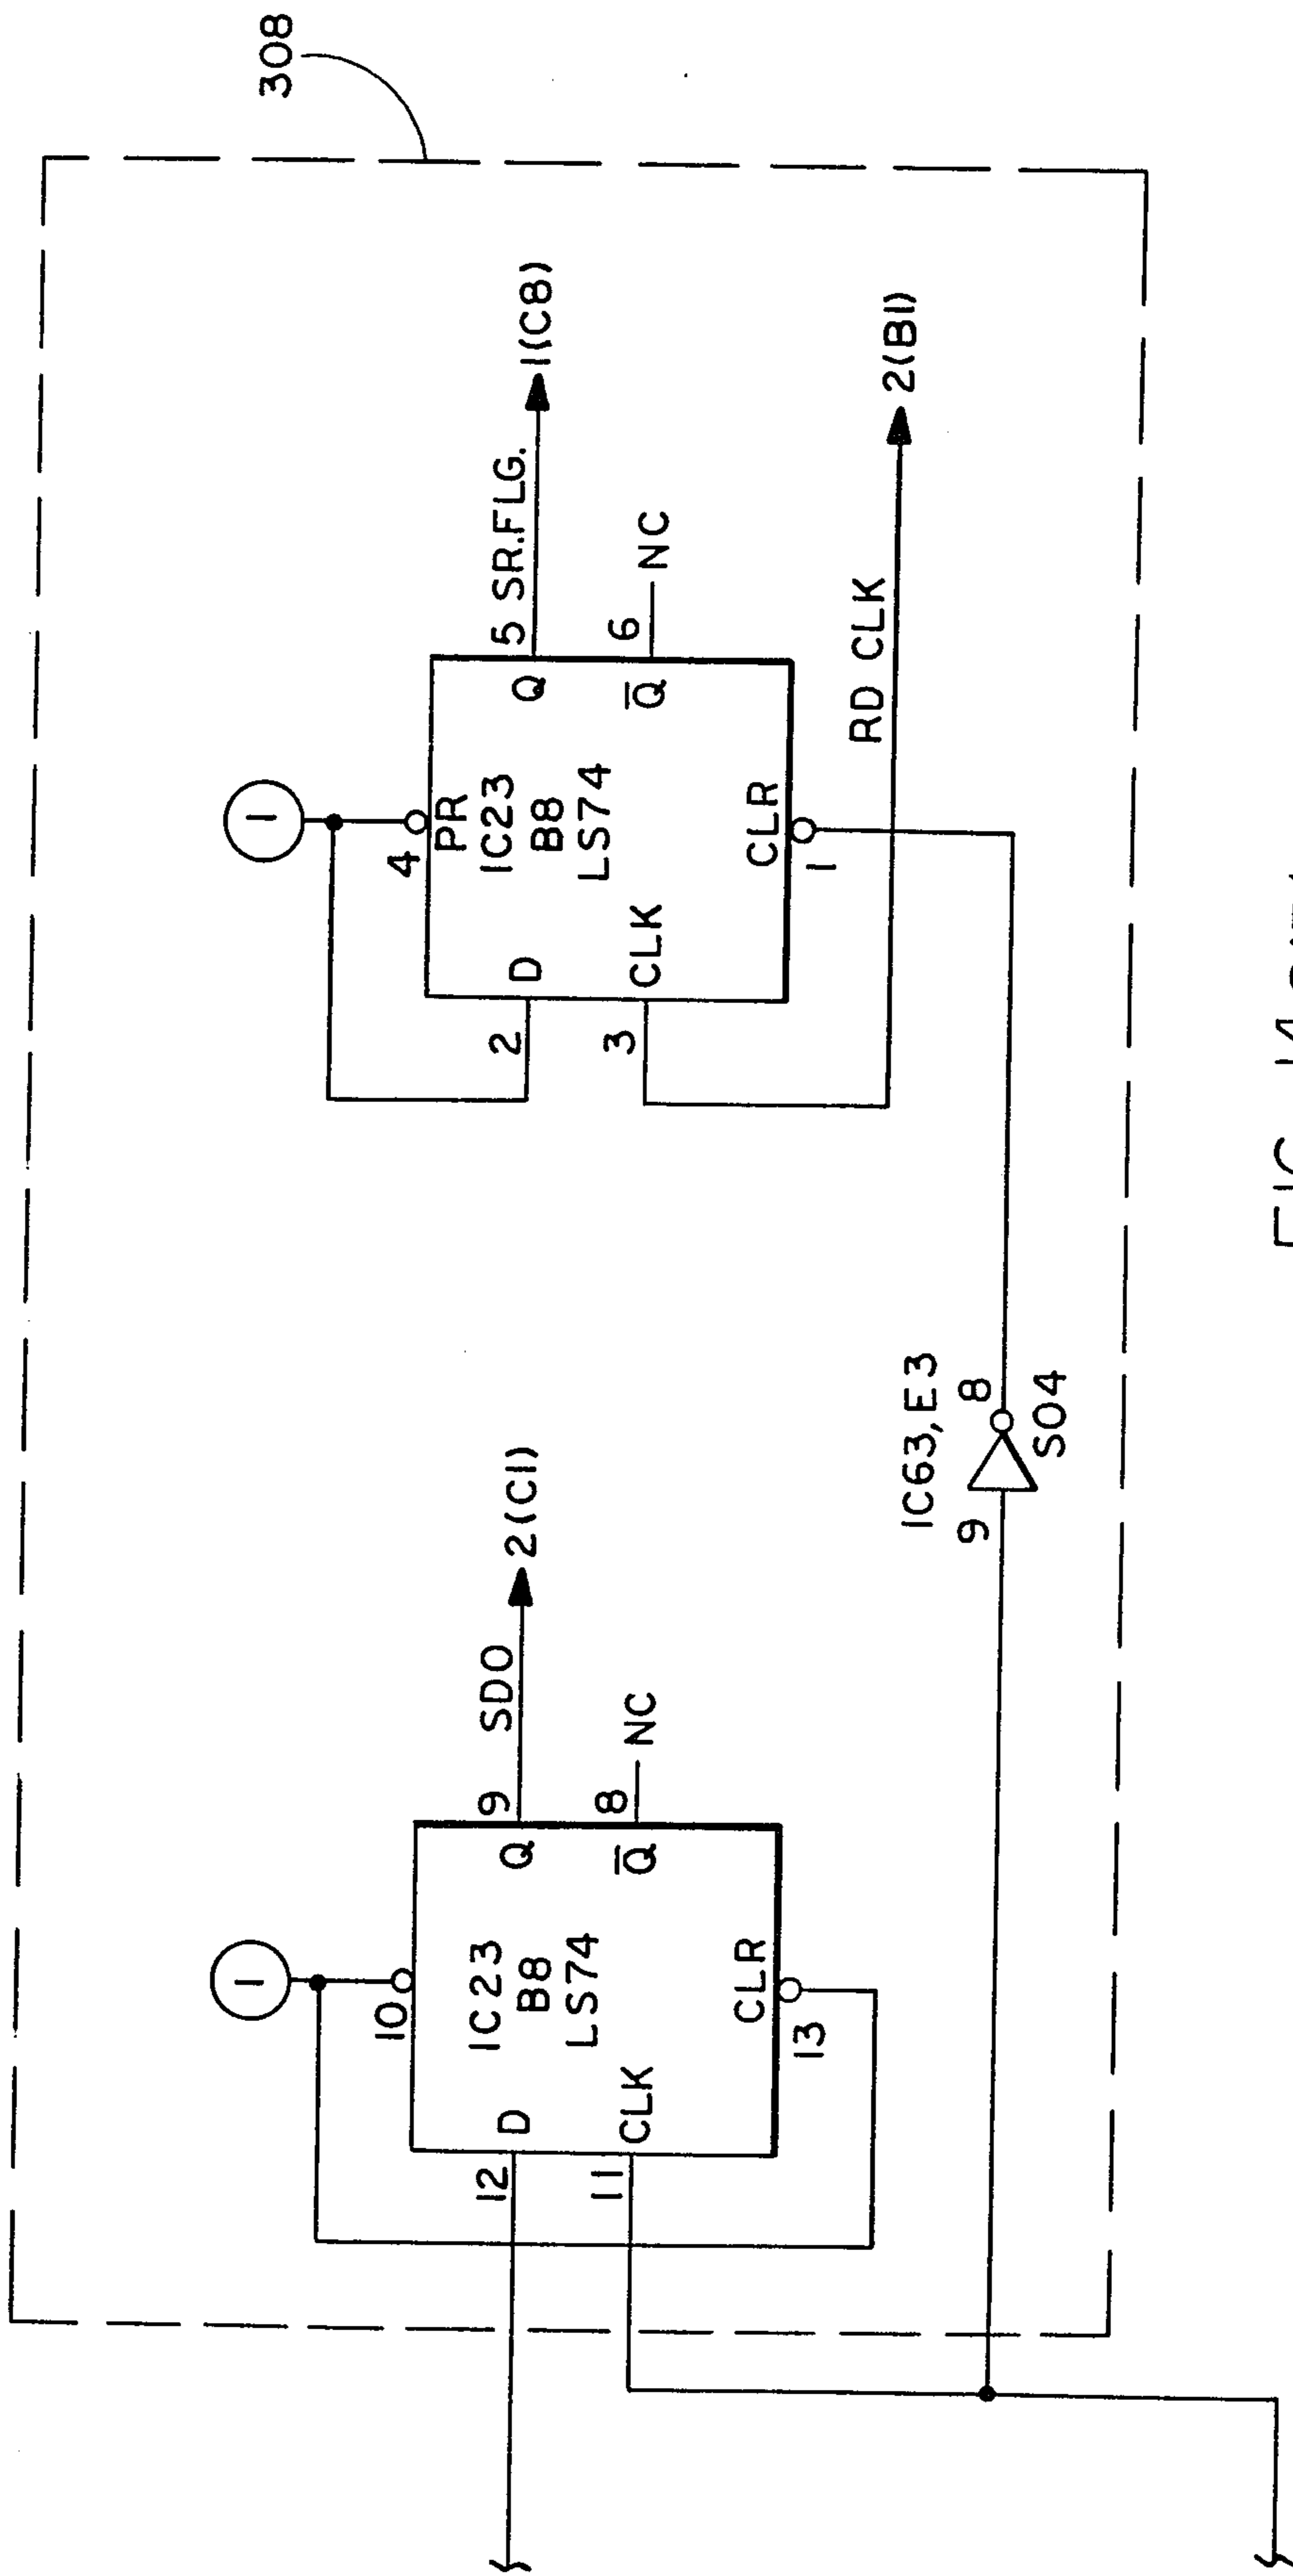 308
1
1
10
4
PR
12
D
IC23
B8
LS74
Q
9 SDO
2(C1)
2
D
IC23
B8
LS74
Q
5 SR.FLG.
1(C8)
11
CLK
Q
8
NC
3
CLK
Q
6
NC
CLR
13
CLR
1
RD CLK
2(B1)
IC63,E3
9
8
S04